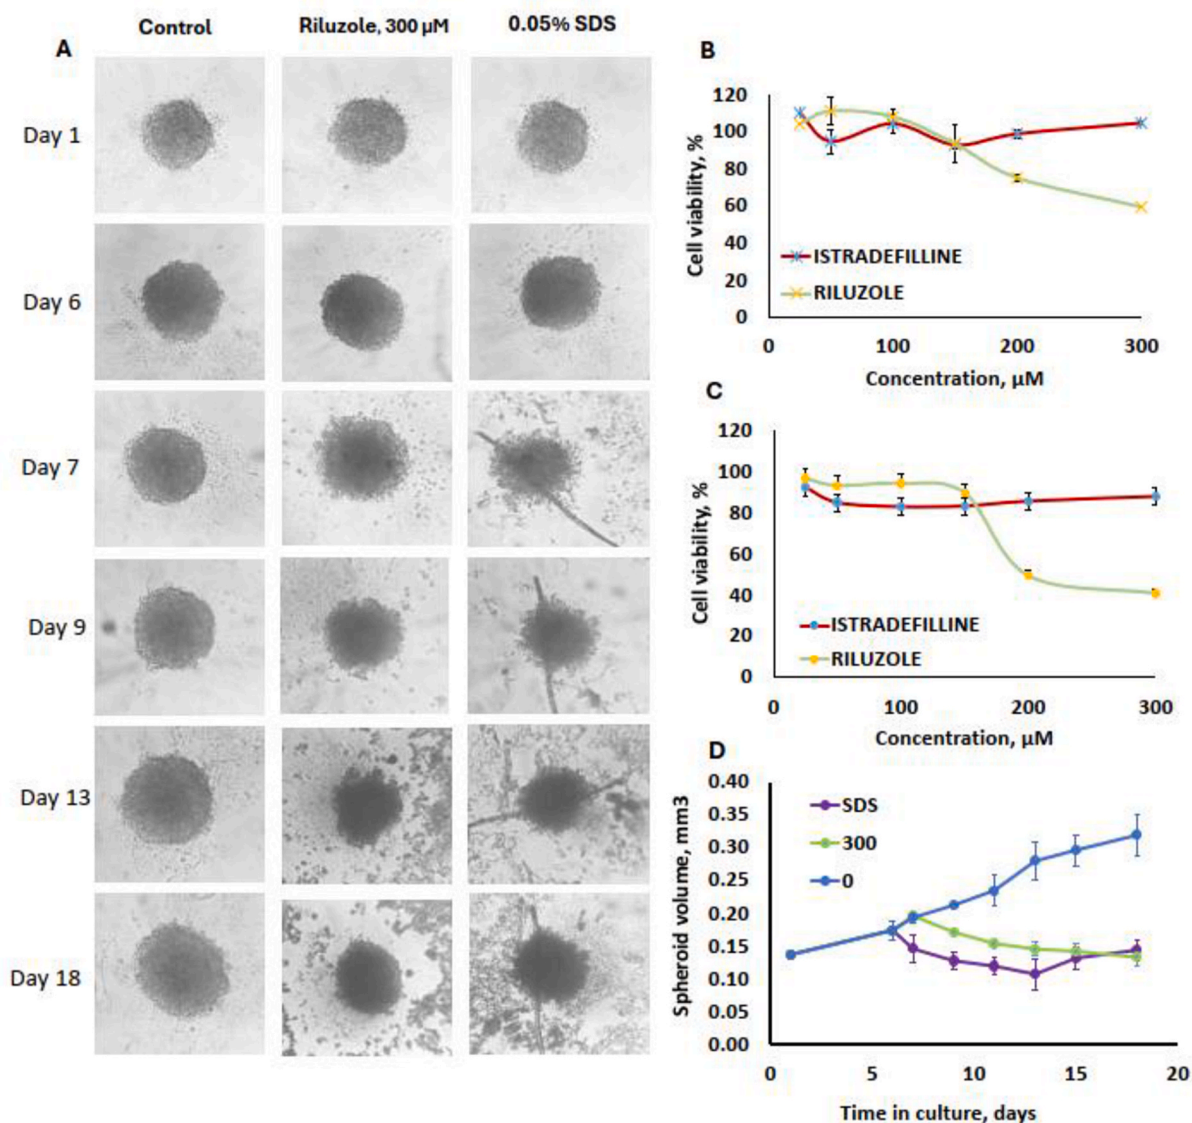 A
Control
Riluzole, 300 µM
0.05% SDS
Day 1
Day 6
Day 7
Day 9
Day 13
Day 18
B
Cell viability, %
120
100
80
60
40
20
0
ISTRADEFILLINE
RILUZOLE
0
100
200
300
Concentration, µM
C
Cell viability, %
120
100
80
60
40
20
0
ISTRADEFILLINE
RILUZOLE
0
100
200
300
Concentration, µM
D
Spheroid volume, mm3
0.40
0.35
0.30
0.25
0.20
0.15
0.10
0.05
0.00
SDS
300
0
0
5
10
15
20
Time in culture, days